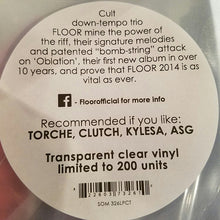 Cult
down-tempo trio
FLOOR mine the power of
the riff, their signature melodies
and patented "bomb-string" attack
on 'Oblation', their first new album in over
10 years, and prove that FLOOR 2014 is as
vital as ever.
f - Floorofficial for more info
Recommended if you like:
TORCHE, CLUTCH, KYLESA, ASG
Transparent clear vinyl
limited to 200 units
SOM 326LPCT